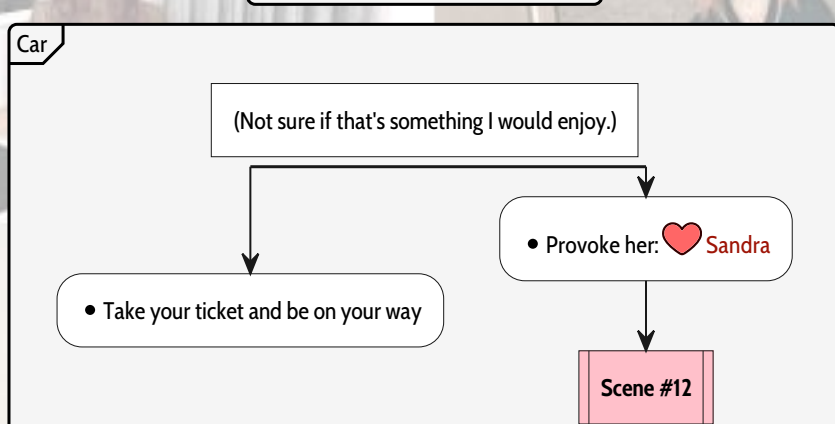 Car
(Not sure if that's something I would enjoy.)
• Provoke her: Sandra
• Take your ticket and be on your way
Scene #12